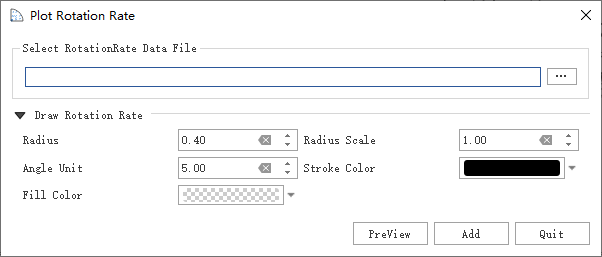 Plot Rotation Rate
Select RotationRate Data File
...
Draw Rotation Rate
Radius 0.40 Radius Scale 1.00
Angle Unit 5.00 Stroke Color
Fill Color
PreView Add Quit